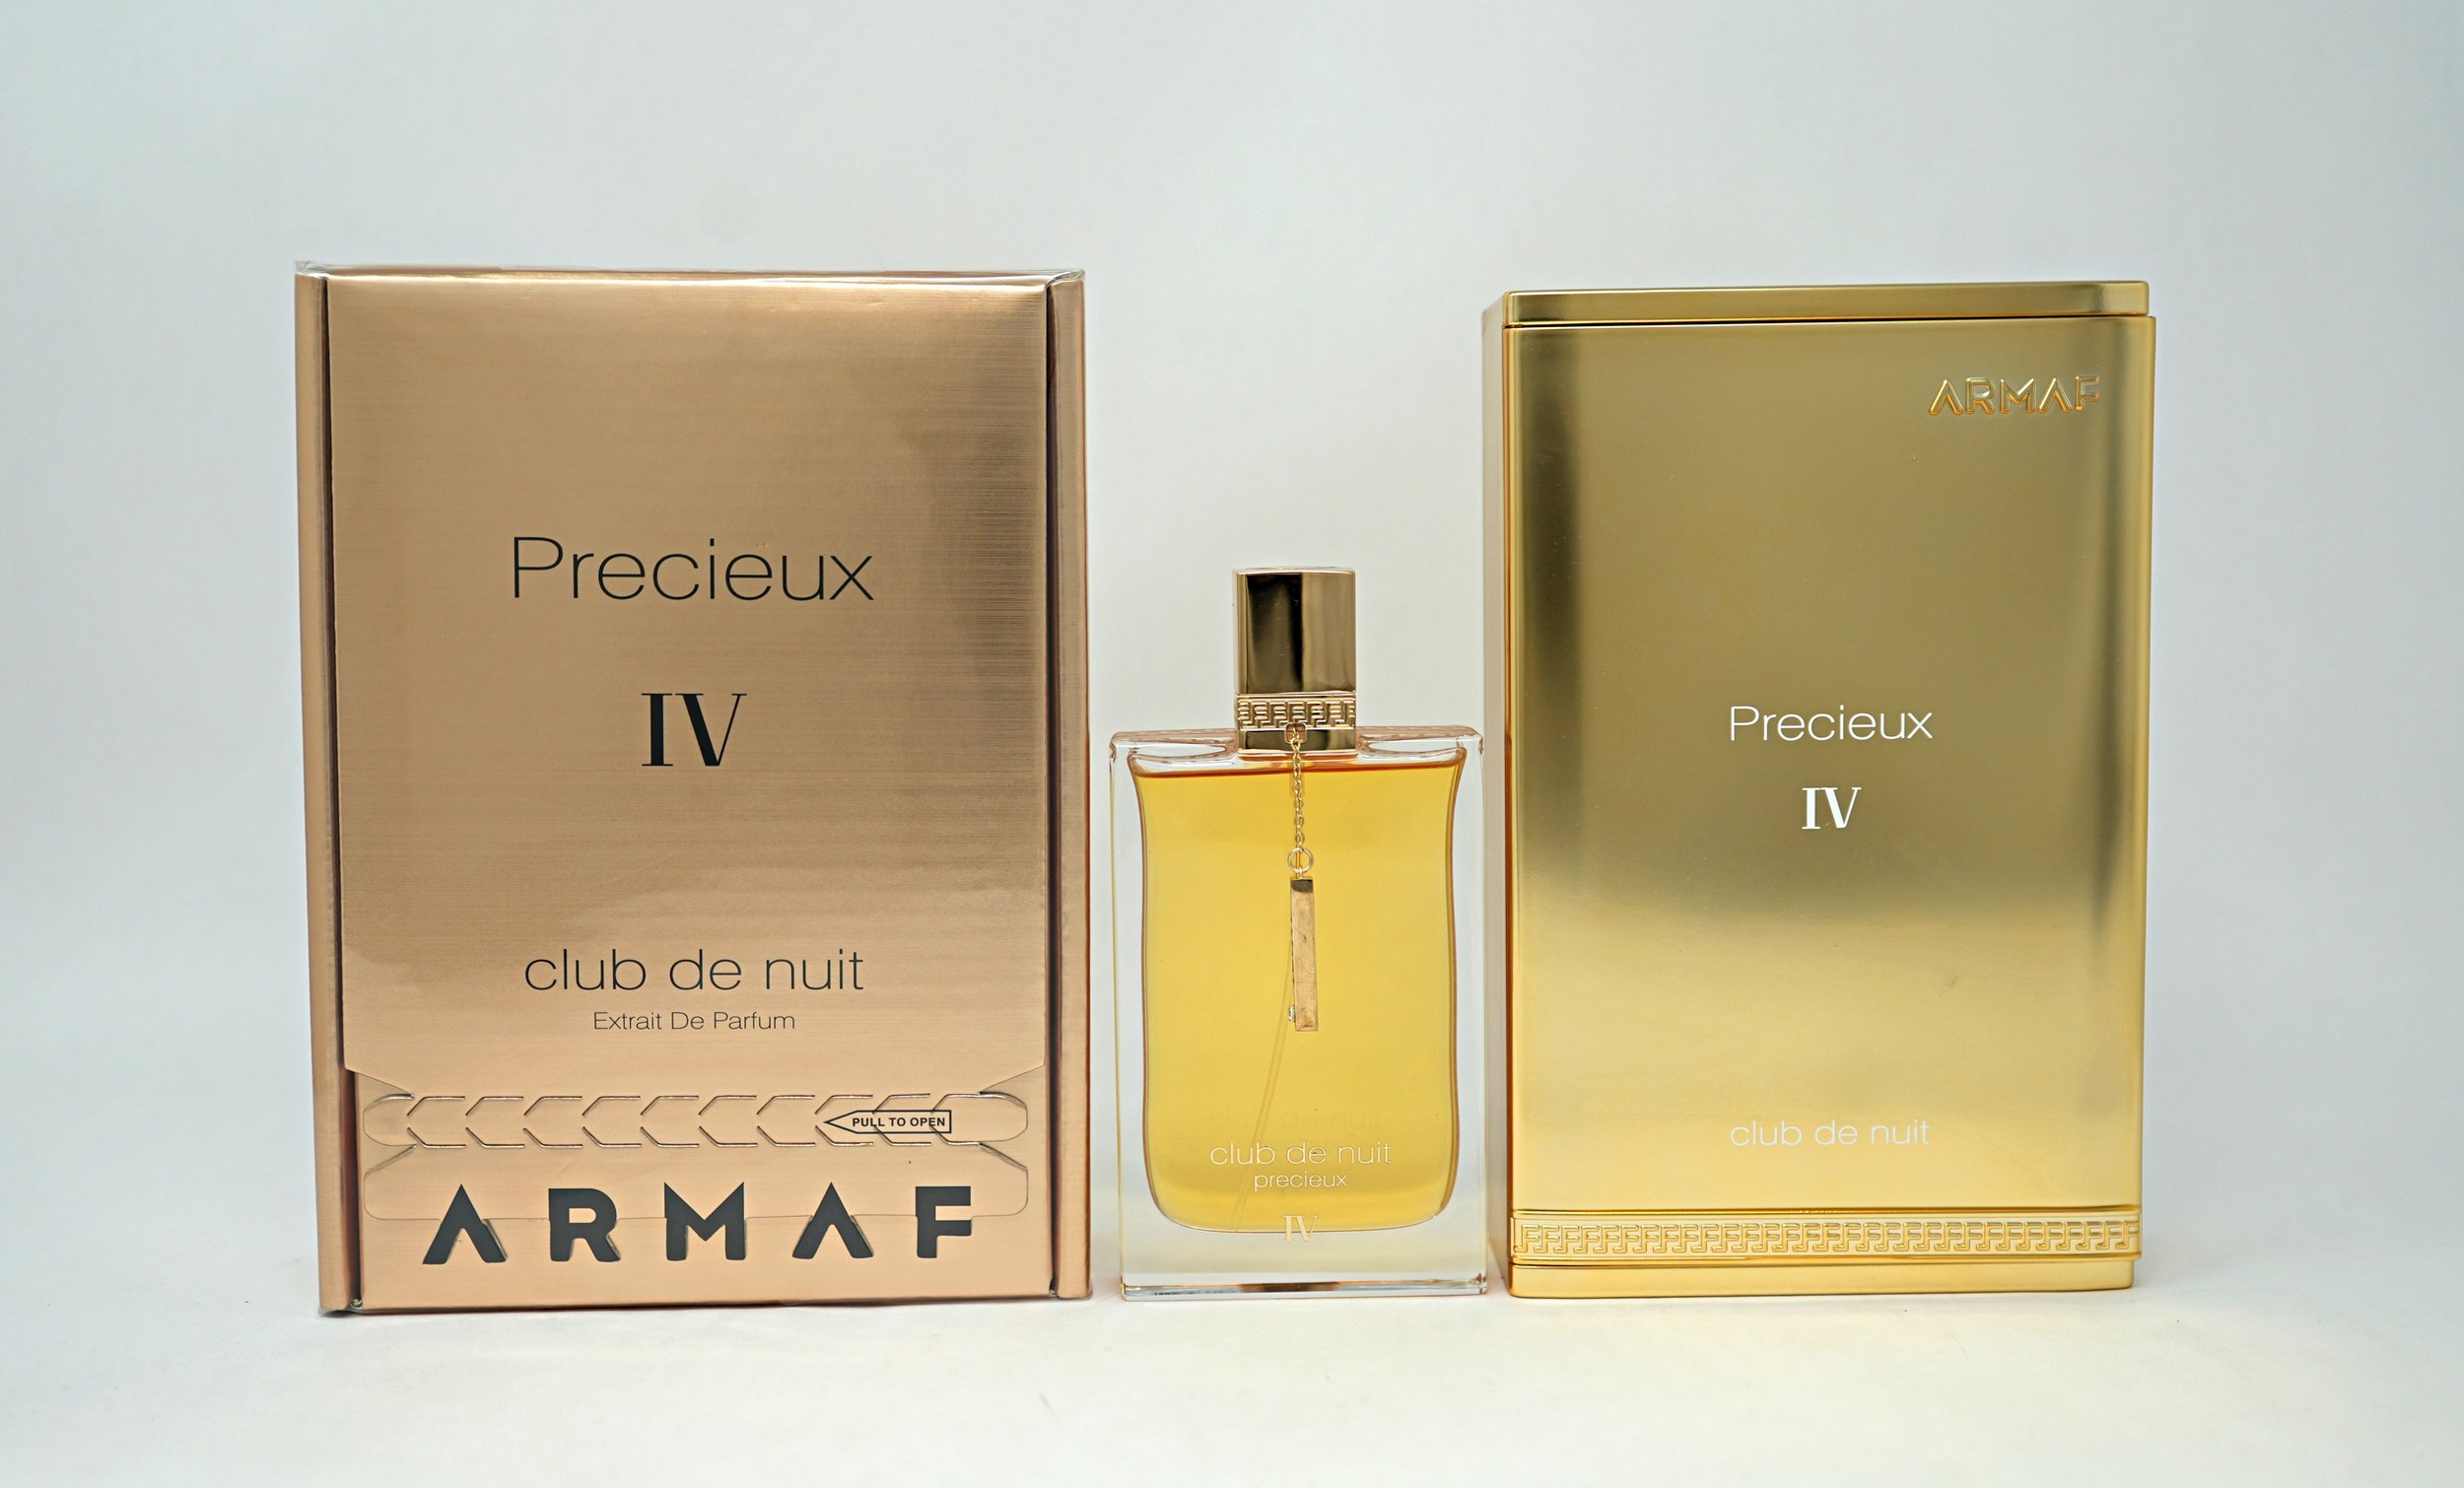 Precieux
IV
club de nuit
Extrait De Parfum
PULL TO OPEN
ARMAF
club de nuit
precieux
IV
ARMAF
Precieux
IV
club de nuit